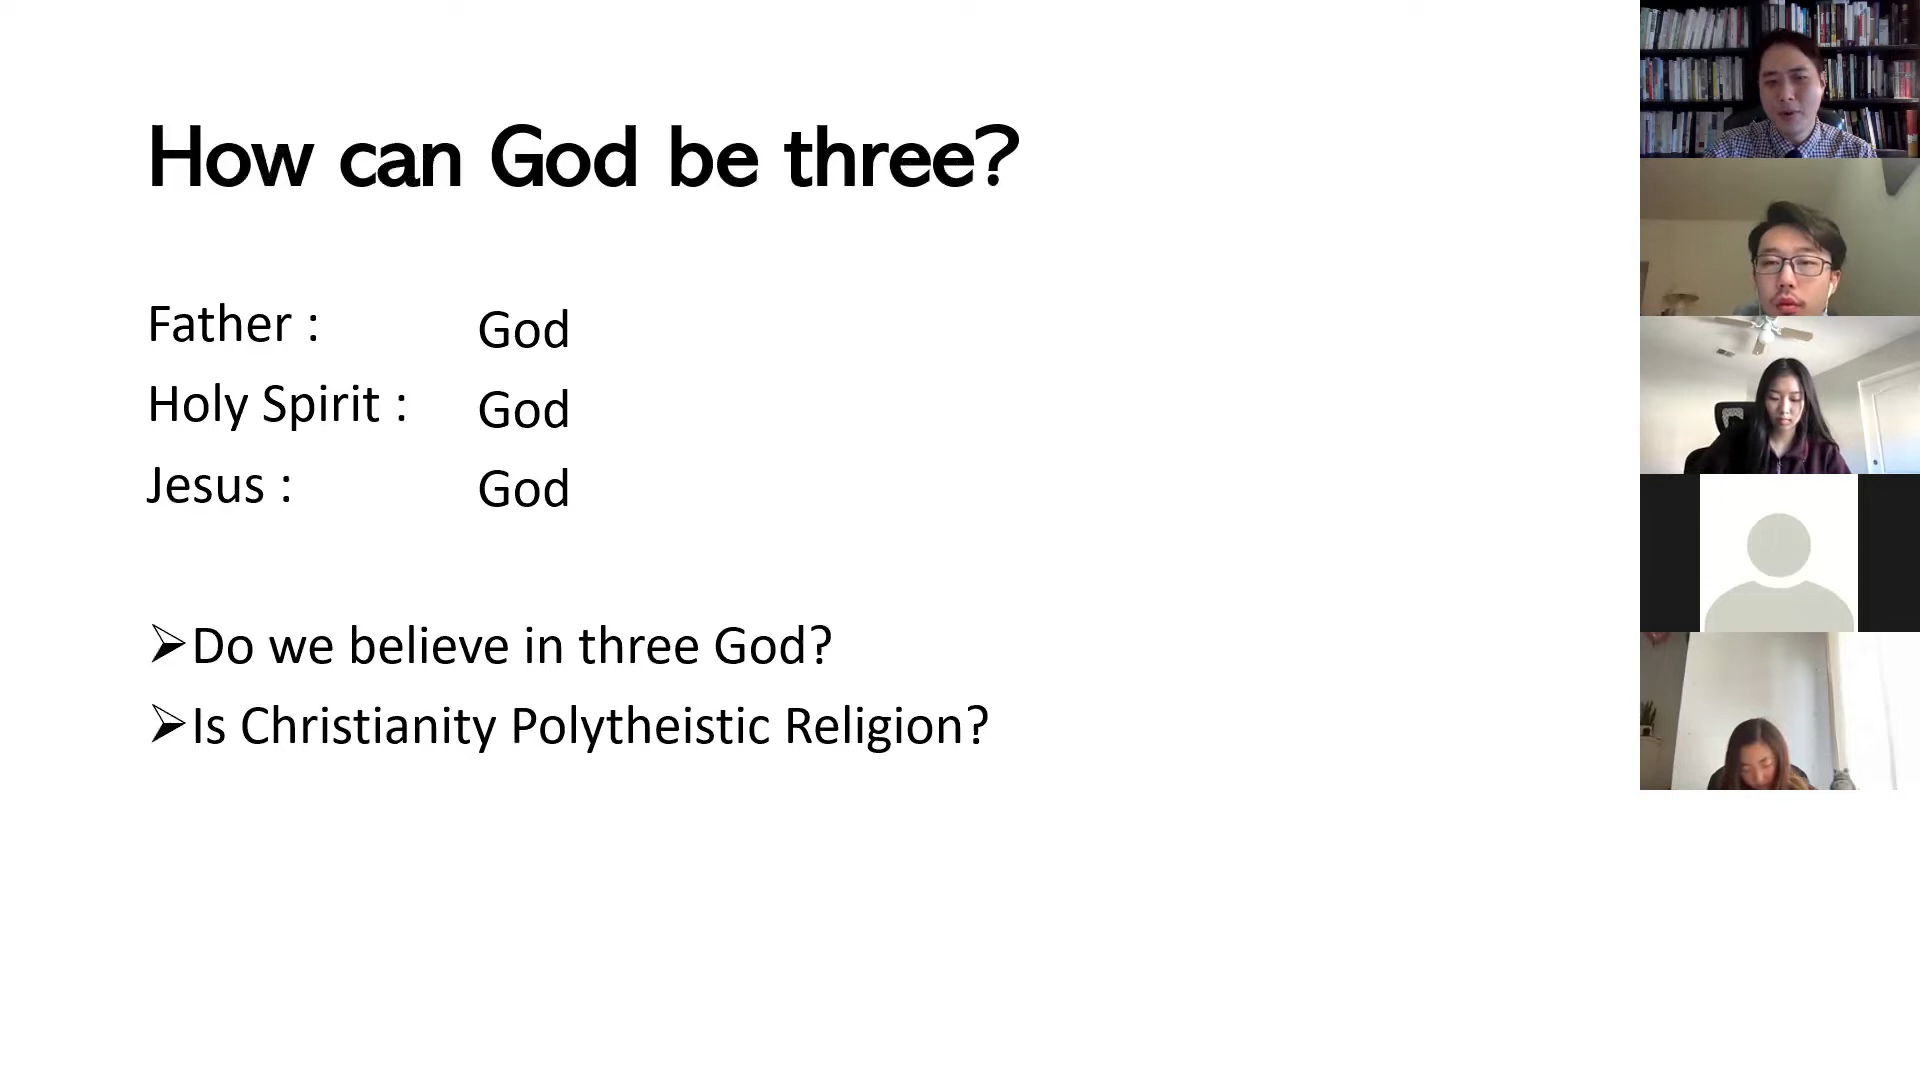 How can God be three?
Father : God
Holy Spirit : God
Jesus : God
➢Do we believe in three God?
➢Is Christianity Polytheistic Religion?